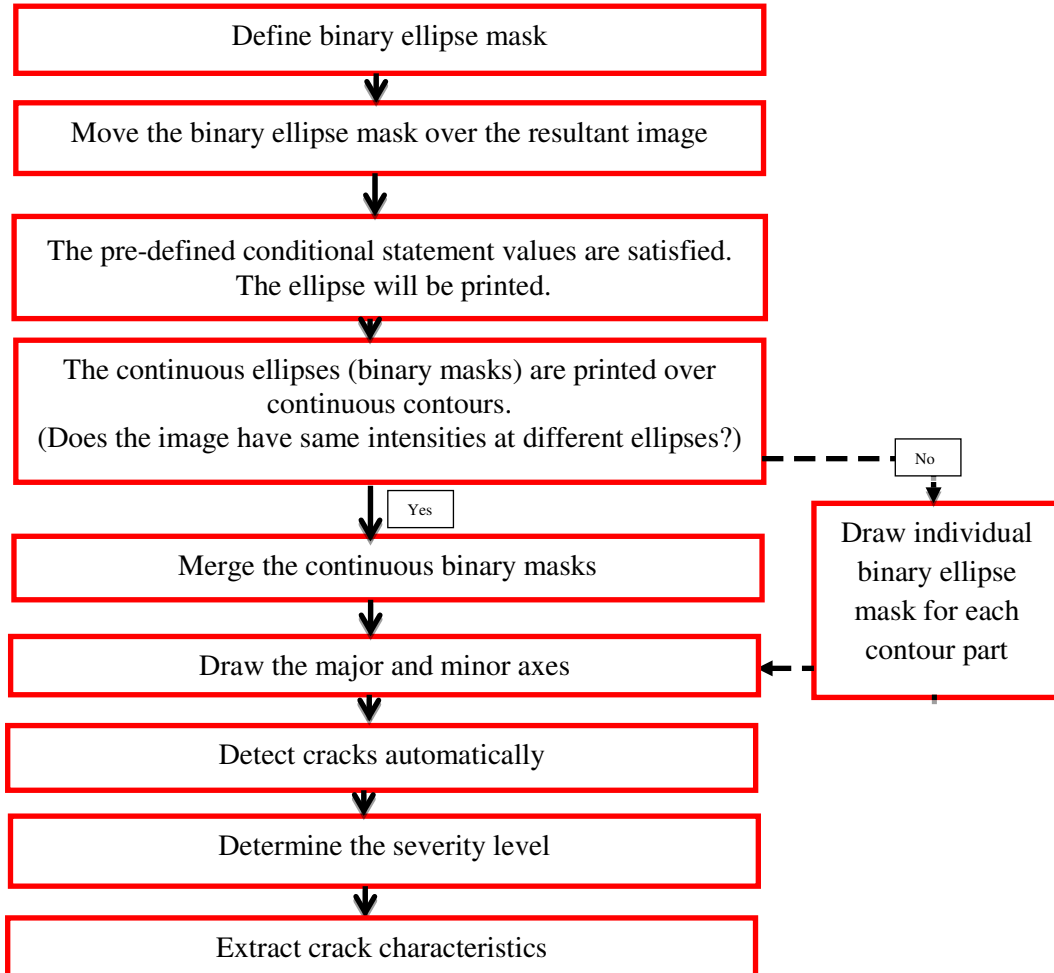 Define binary ellipse mask
Move the binary ellipse mask over the resultant image
The pre-defined conditional statement values are satisfied.
The ellipse will be printed.
The continuous ellipses (binary masks) are printed over
continuous contours.
(Does the image have same intensities at different ellipses?)
No
Yes
Draw individual
binary ellipse
mask for each
contour part
Merge the continuous binary masks
Draw the major and minor axes
Detect cracks automatically
Determine the severity level
Extract crack characteristics